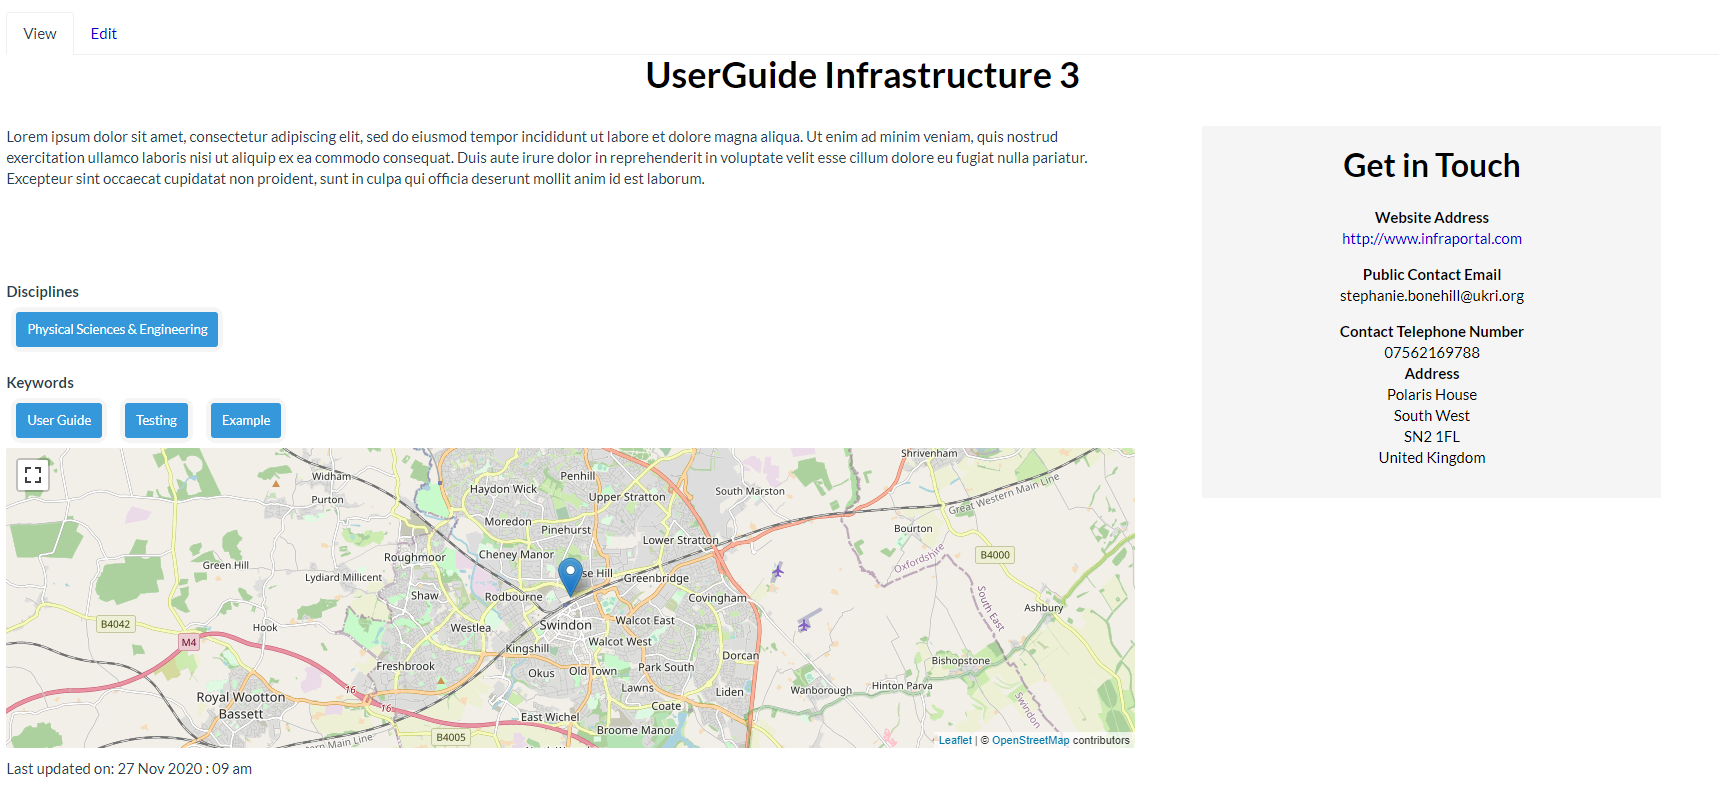 View
Edit
UserGuide Infrastructure 3
Lorem ipsum dolor sit amet, consectetur adipiscing elit, sed do eiusmod tempor incididunt ut labore et dolore magna aliqua. Ut enim ad minim veniam, quis nostrud
exercitation ullamco laboris nisi ut aliquip ex ea commodo consequat. Duis aute irure dolor in reprehenderit in voluptate velit esse cillum dolore eu fugiat nulla pariatur.
Excepteur sint occaecat cupidatat non proident, sunt in culpa qui officia deserunt mollit anim id est laborum.
Disciplines
Physical Sciences & Engineering
Keywords
User Guide
Testing
Example
Widham
Purton
Haydon Wick
Penhill
Upper Stratton
South Marston
Shrivenham
Great Western Main Line
Moredon
Pinehurst
Bourton
Lower Stratton
Roughmoor
Cheney Manor
Oxfordshire
B4000
Green Hill
Lydiard Millicent
se Hill
Greenbridge
Shaw
Rodbourne
Covingham
South East
Ashbury
B4042
Hook
Westlea
Swindon
Walcot East
M4
Kingshill
Walcot West
Dorcan
Bishopstone
Freshbrook
Okus
Old Town
Park South
16
Royal Wootton
Bassett
Lawns
Liden
Wanborough
Hinton Parva
16
Coate
Swindon
East Wichel
Broome Manor
B4005
ern Main Line
Leaflet | © OpenStreetMap contributors
Last updated on: 27 Nov 2020 : 09 am
Get in Touch
Website Address
http://www.infraportal.com
Public Contact Email
stephanie.bonehill@ukri.org
Contact Telephone Number
07562169788
Address
Polaris House
South West
SN2 1FL
United Kingdom